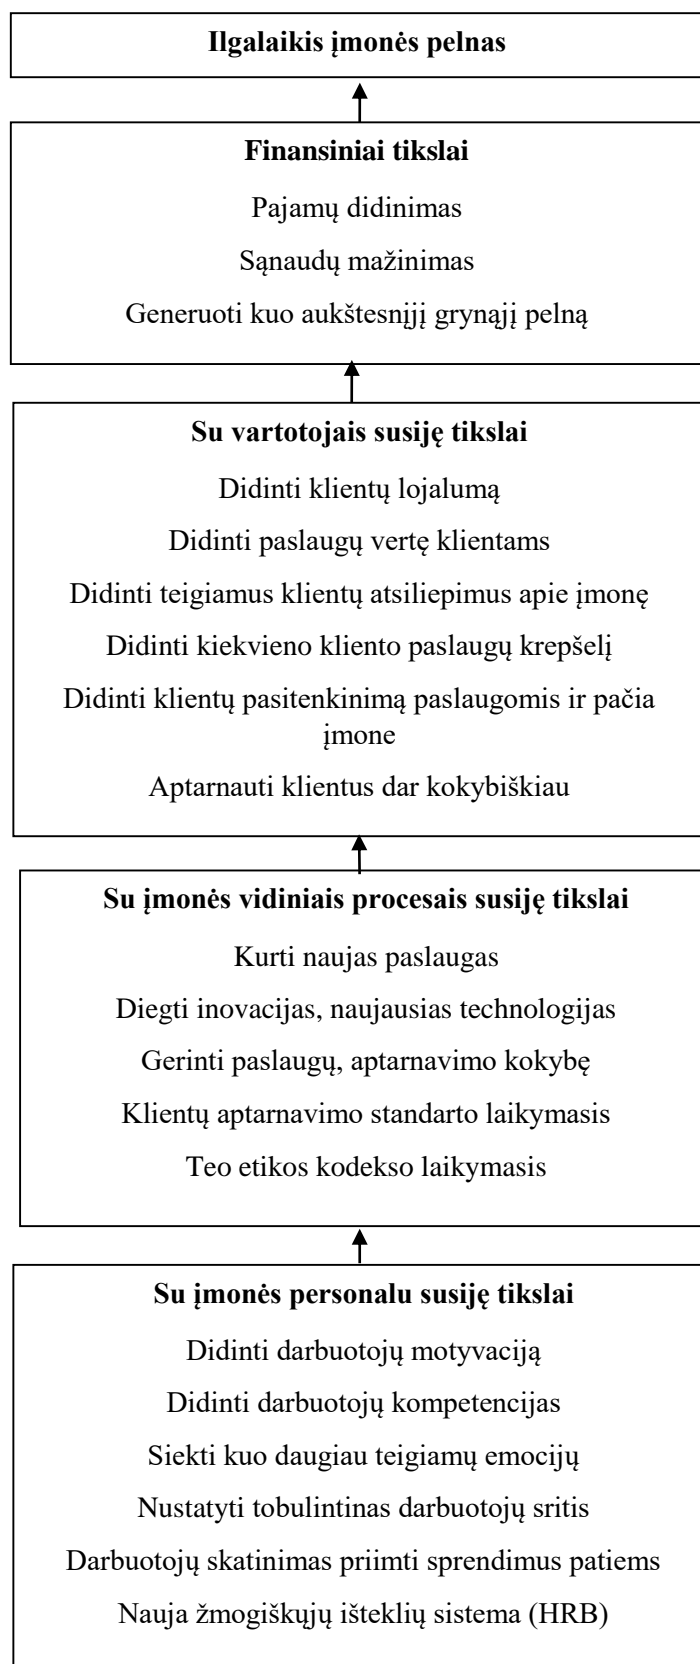 Ilgalaikis įmonės pelnas
Finansiniai tikslai
Pajamų didinimas
Sąnaudų mažinimas
Generuoti kuo aukštesnįjį grynąjį pelną
Su vartotojais susiję tikslai
Didinti klientų lojalumą
Didinti paslaugų vertę klientams
Didinti teigiamus klientų atsiliepimus apie įmonę
Didinti kiekvieno kliento paslaugų krepšelį
Didinti klientų pasitenkinimą paslaugomis ir pačia
įmone
Aptarnauti klientus dar kokybiškiau
Su įmonės vidiniais procesais susiję tikslai
Kurti naujas paslaugas
Diegti inovacijas, naujausias technologijas
Gerinti paslaugų, aptarnavimo kokybę
Klientų aptarnavimo standarto laikymasis
Teo etikos kodekso laikymasis
Su įmonės personalu susiję tikslai
Didinti darbuotojų motyvaciją
Didinti darbuotojų kompetencijas
Siekti kuo daugiau teigiamų emocijų
Nustatyti tobulintinas darbuotojų sritis
Darbuotojų skatinimas priimti sprendimus patiems
Nauja žmogiškųjų išteklių sistema (HRB)